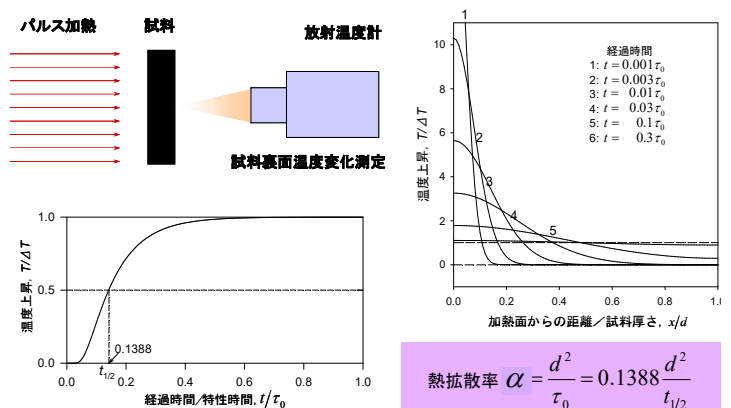 パルス加熱
試料
放射温度計
試料裏面温度変化測定
温度上昇, T/ΔT
1.0
0.5
0.0
0.1388
t1/2
0.0 0.2 0.4 0.6 0.8 1.0
経過時間/特性時間, t/τ0
温度上昇, T/ΔT
10
8
6
4
2
0
1
2
3
4
5
経過時間
1: t = 0.001τ0
2: t = 0.003τ0
3: t = 0.01τ0
4: t = 0.03τ0
5: t = 0.1τ0
6: t = 0.3τ0
0.0 0.2 0.4 0.6 0.8 1.0
加熱面からの距離／試料厚さ, x/d
熱拡散率 α = d²/τ0 = 0.1388 d²/t1/2